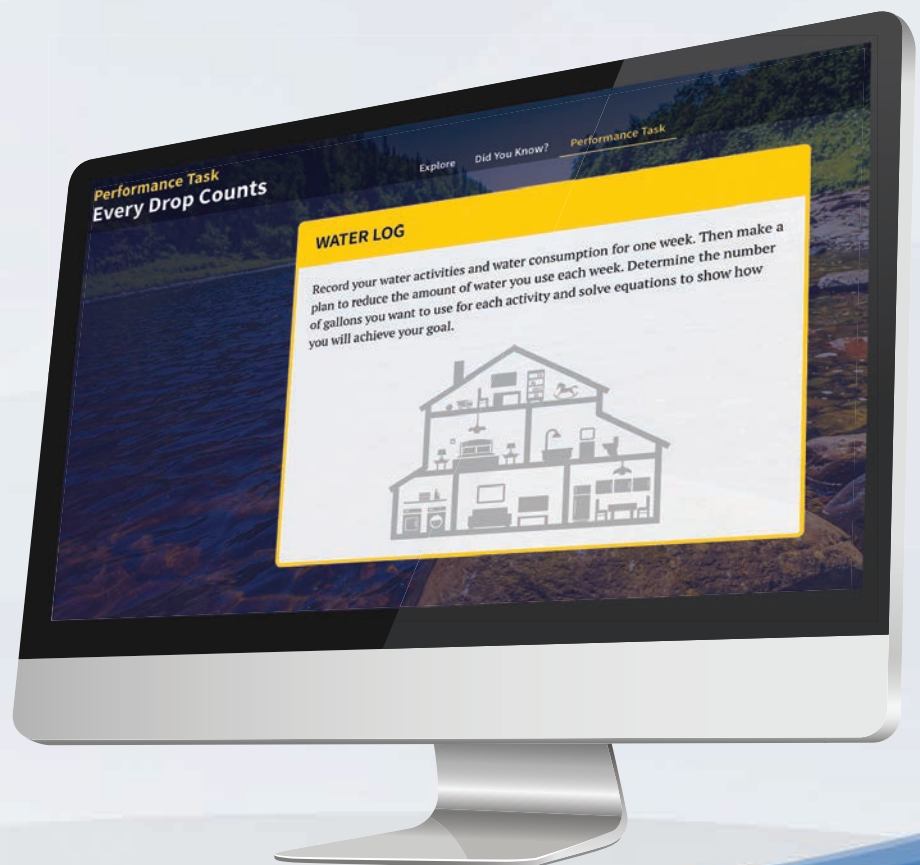 Performance Task
Every Drop Counts
Explore
Did You Know?
Performance Task
WATER LOG
Record your water activities and water consumption for one week. Then make a
plan to reduce the amount of water you use each week. Determine the number
of gallons you want to use for each activity and solve equations to show how
you will achieve your goal.